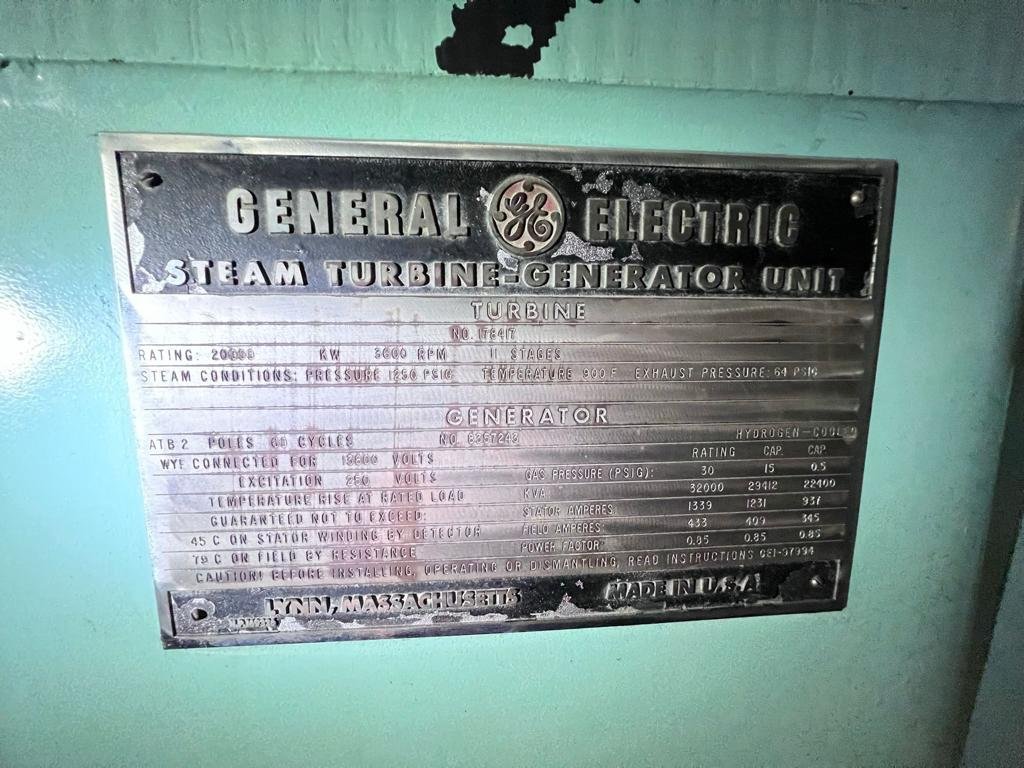 GENERAL GE ELECTRIC
STEAM TURBINE-GENERATOR UNIT
TURBINE
NO. 178417
RATING: 20000 KW 3600 RPM 11 STAGES
STEAM CONDITIONS: PRESSURE 1250 PSIG TEMPERATURE 900 F EXHAUST PRESSURE: 64 PSIG
GENERATOR
ATB 2 POLES 60 CYCLES NO. 8357243 HYDROGEN-COOLED
WYE CONNECTED FOR 13800 VOLTS RATING CAP. CAP.
EXCITATION 250 VOLTS GAS PRESSURE (PSIG): 30 15 0.5
TEMPERATURE RISE AT RATED LOAD KVA 32000 29412 22400
GUARANTEED NOT TO EXCEED: STATOR AMPERES: 1339 1231 937
45 C ON STATOR WINDING BY DETECTOR FIELD AMPERES: 433 409 345
79 C ON FIELD BY RESISTANCE POWER FACTOR 0.85 0.85 0.85
CAUTION! BEFORE INSTALLING, OPERATING OR DISMANTLING, READ INSTRUCTIONS GEI-97994
LYNN, MASSACHUSETTS MADE IN U.S.A.